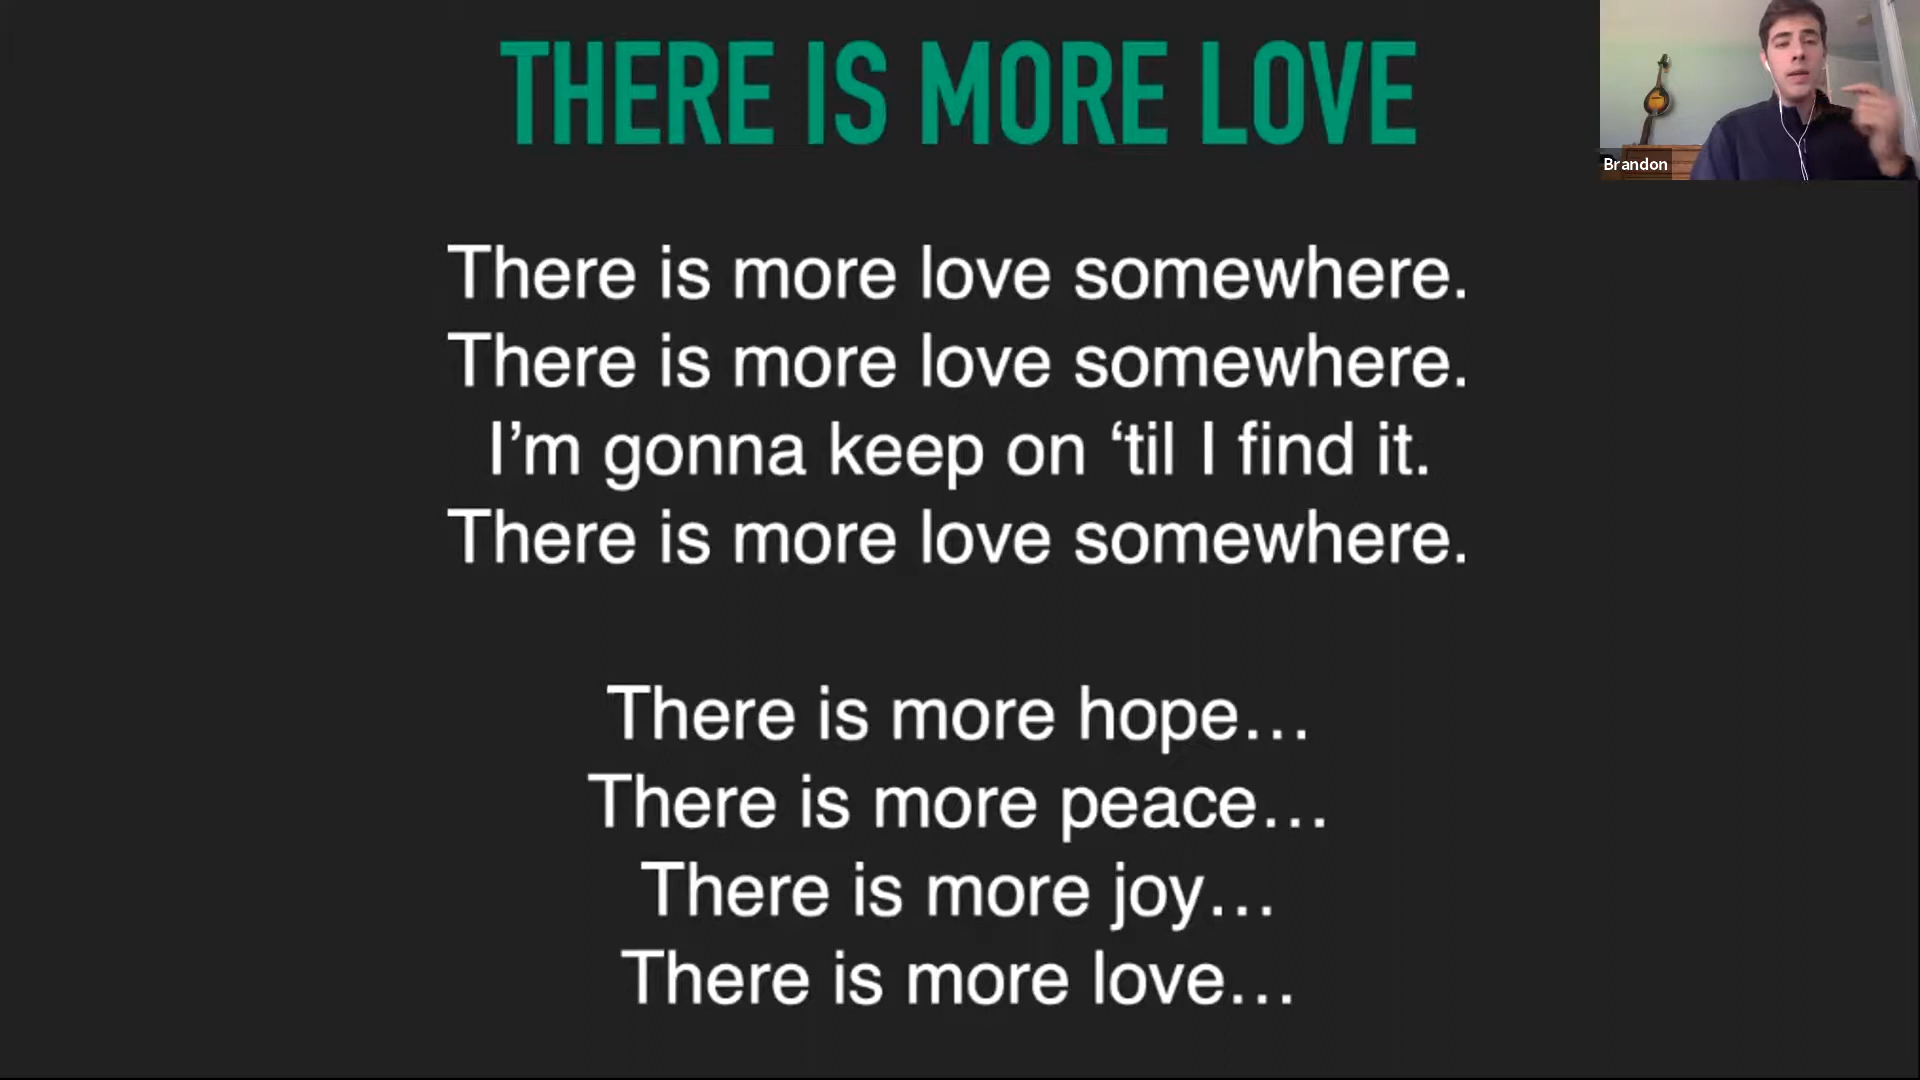 THERE IS MORE LOVE
Brandon
There is more love somewhere.
There is more love somewhere.
I’m gonna keep on ‘til I find it.
There is more love somewhere.
There is more hope…
There is more peace…
There is more joy…
There is more love…